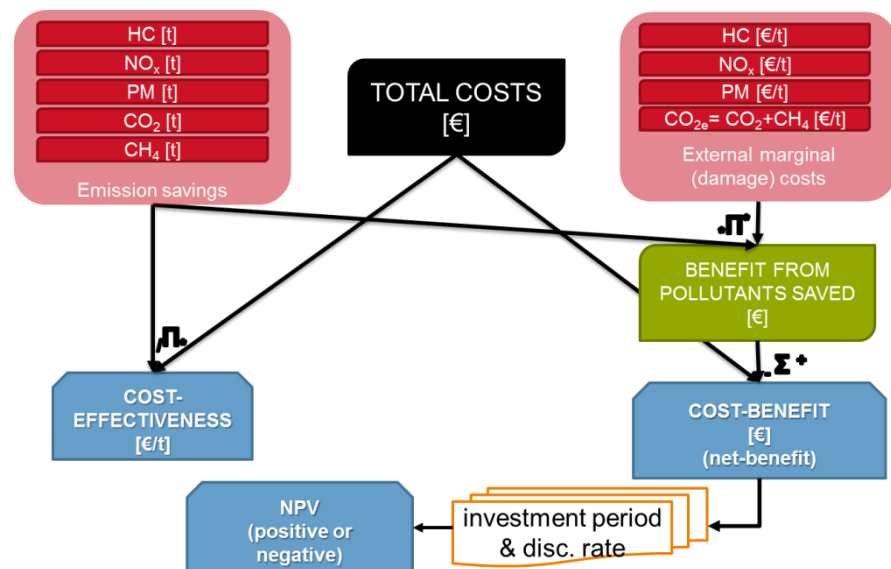 HC [t]
NOₓ [t]
PM [t]
CO₂ [t]
CH₄ [t]
Emission savings
TOTAL COSTS
[€]
HC [€/t]
NOₓ [€/t]
PM [€/t]
CO₂ₑ= CO₂+CH₄ [€/t]
External marginal
(damage) costs
*Π*
BENEFIT FROM
POLLUTANTS SAVED
[€]
/Π*
- Σ +
COST-
EFFECTIVENESS
[€/t]
COST-BENEFIT
[€]
(net-benefit)
NPV
(positive or
negative)
investment period
& disc. rate